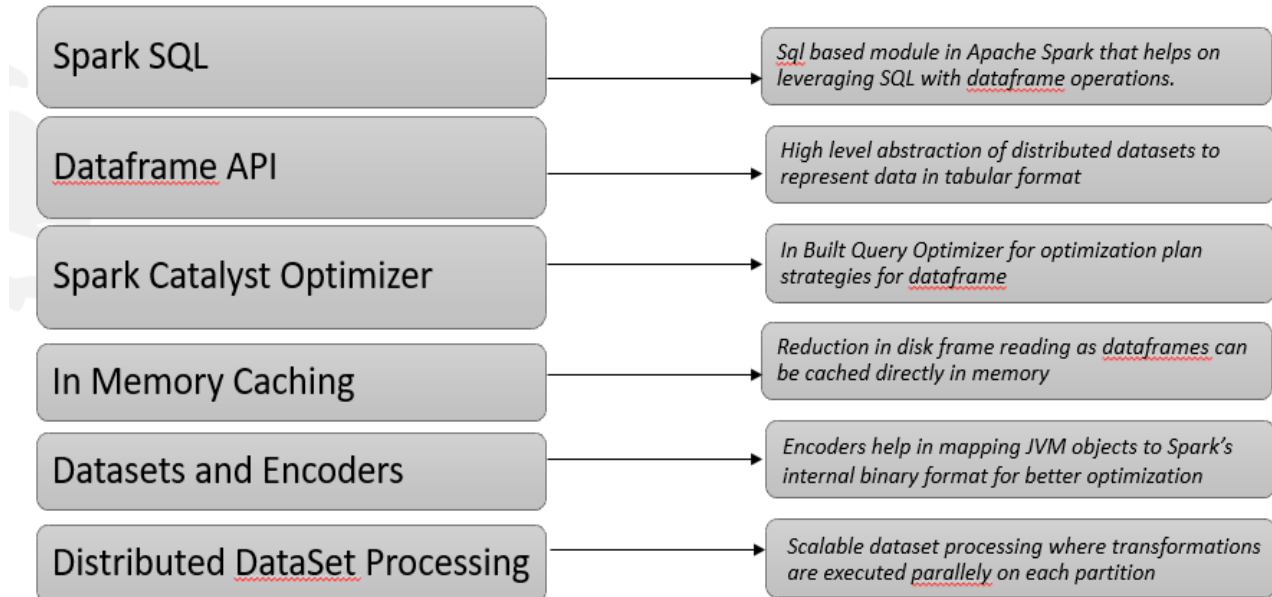 Spark SQL
Sql based module in Apache Spark that helps on
leveraging SQL with dataframe operations.
Dataframe API
High level abstraction of distributed datasets to
represent data in tabular format
Spark Catalyst Optimizer
In Built Query Optimizer for optimization plan
strategies for dataframe
In Memory Caching
Reduction in disk frame reading as dataframes can
be cached directly in memory
Datasets and Encoders
Encoders help in mapping JVM objects to Spark’s
internal binary format for better optimization
Distributed DataSet Processing
Scalable dataset processing where transformations
are executed parallely on each partition